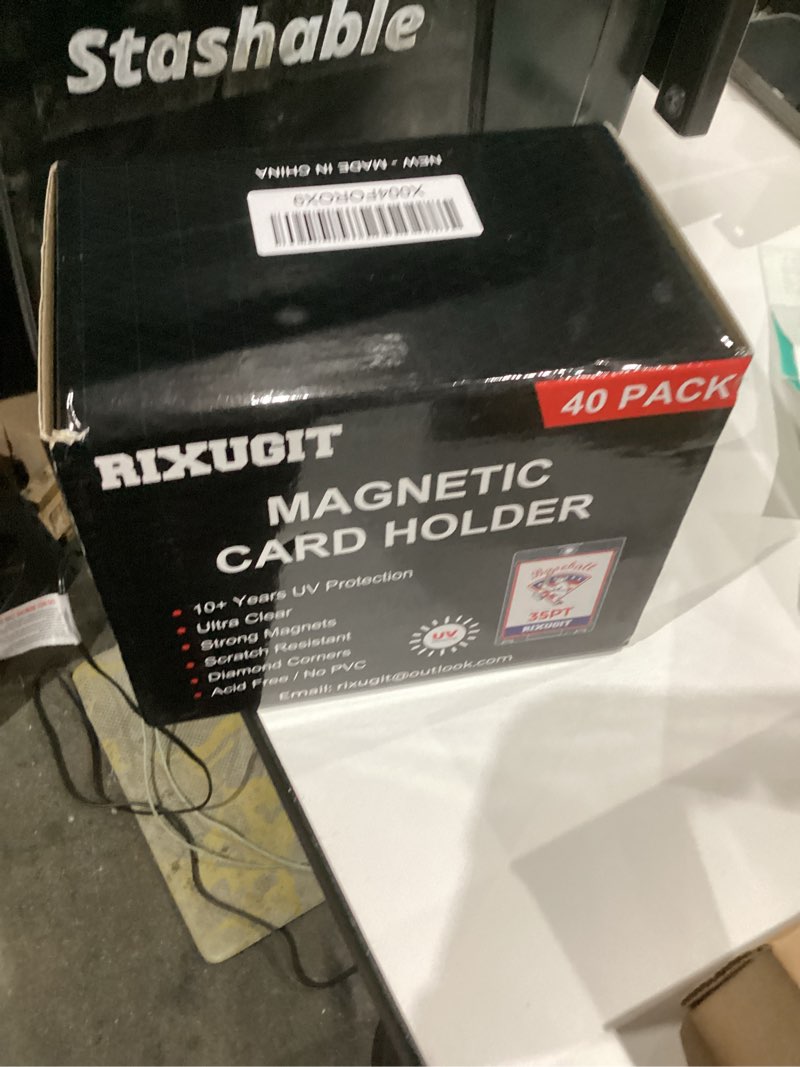 Stashable
NEW - MADE IN CHINA
X004FOROX9
40 PACK
RIXUGIT
MAGNETIC
CARD HOLDER
10+ Years UV Protection
Ultra Clear
Strong Magnets
Scratch Resistant
Diamond Corners
Acid Free / No PVC
Email: rixugit@outlook.com
UV
Baseball
35PT
RIXUGIT